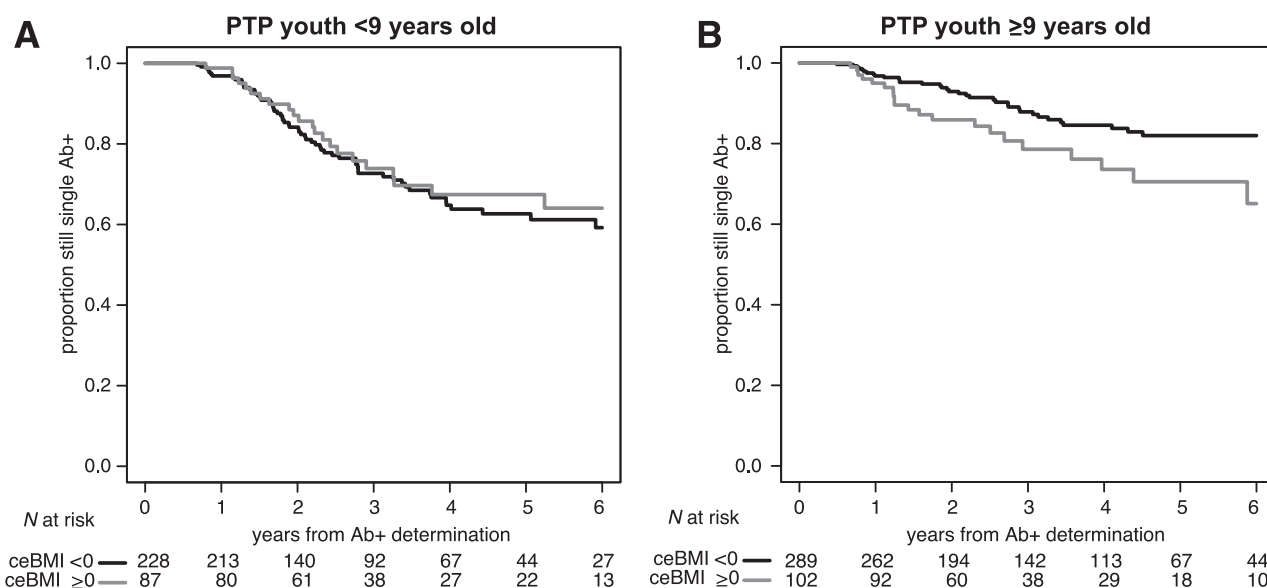 A
PTP youth <9 years old
1.0
0.8
0.6
0.4
0.2
0.0
proportion still single Ab+
0 1 2 3 4 5 6
years from Ab+ determination
N at risk
ceBMI <0 228 213 140 92 67 44 27
ceBMI ≥0 87 80 61 38 27 22 13
B
PTP youth ≥9 years old
1.0
0.8
0.6
0.4
0.2
0.0
proportion still single Ab+
0 1 2 3 4 5 6
years from Ab+ determination
N at risk
ceBMI <0 289 262 194 142 113 67 44
ceBMI ≥0 102 92 60 38 29 18 10